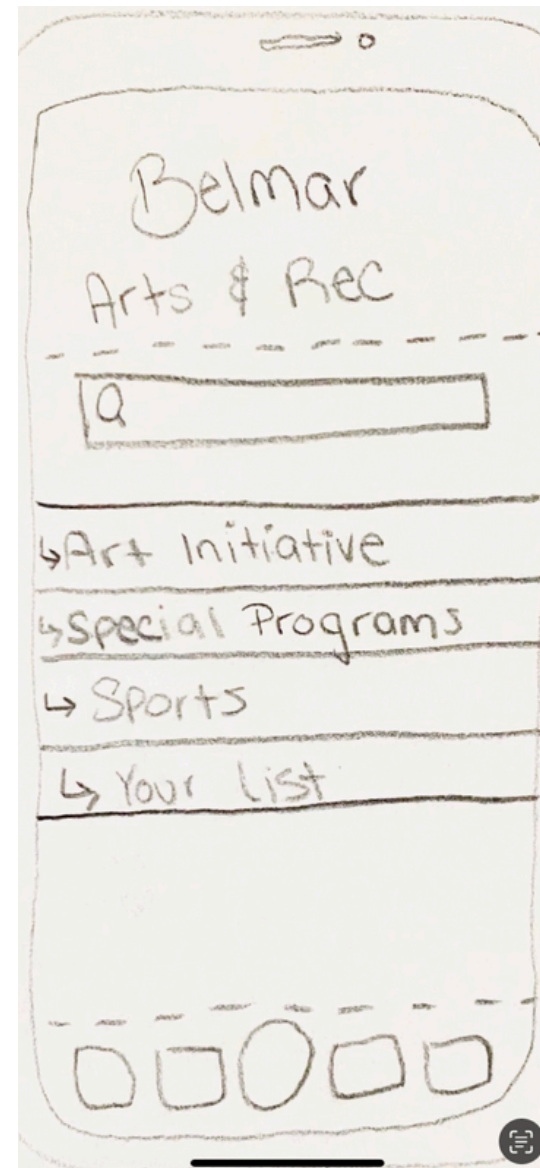 Belmar
Arts & Rec
Art Initiative
Special Programs
Sports
Your List